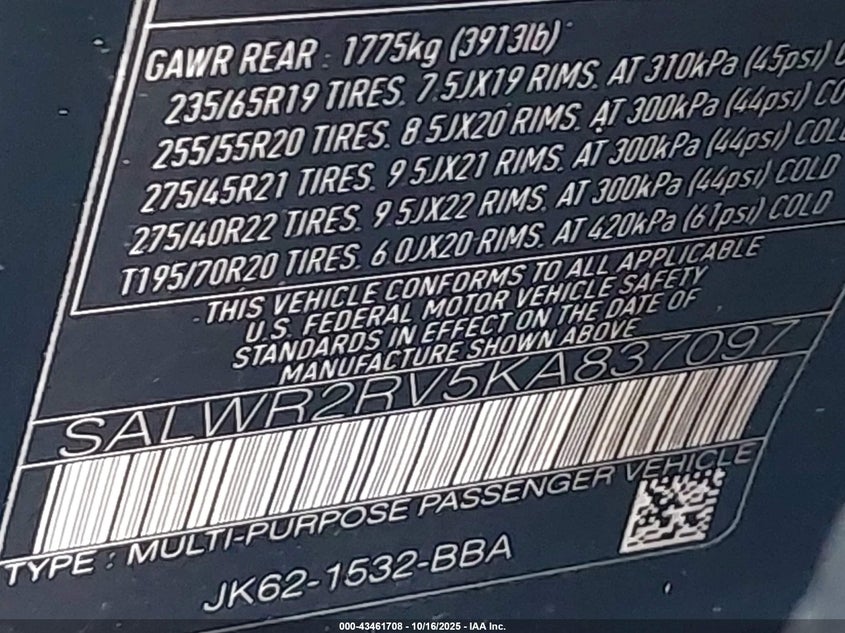 GAWR REAR : 1775kg (3913lb)
235/65R19 TIRES. 7.5JX19 RIMS. AT 310kPa (45psi)
255/55R20 TIRES. 8.5JX20 RIMS. AT 300kPa (44psi) CO
275/45R21 TIRES. 9.5JX21 RIMS. AT 300kPa (44psi) COL
275/40R22 TIRES. 9.5JX22 RIMS. AT 300kPa (44psi) COLD
T195/70R20 TIRES. 6.0JX20 RIMS. AT 420kPa (61psi) COLD
THIS VEHICLE CONFORMS TO ALL APPLICABLE
U.S. FEDERAL MOTOR VEHICLE SAFETY
STANDARDS IN EFFECT ON THE DATE OF
MANUFACTURE SHOWN ABOVE
SALWR2RV5KA837097
TYPE : MULTI-PURPOSE PASSENGER VEHICLE
JK62-1532-BBA
000-43461708 - 10/16/2025 - IAA Inc.